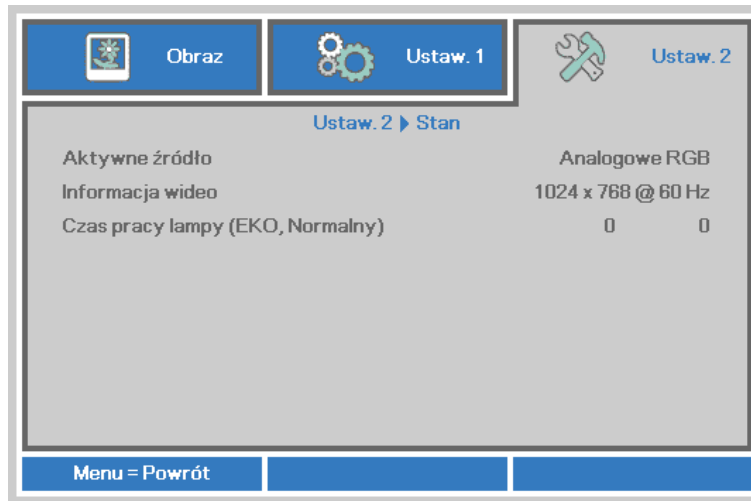 Obraz
Ustaw. 1
Ustaw. 2
Ustaw. 2 Stan
Aktywne źródło Analogowe RGB
Informacja wideo 1024 x 768 @ 60 Hz
Czas pracy lampy (EKO, Normalny) 0 0
Menu = Powrót